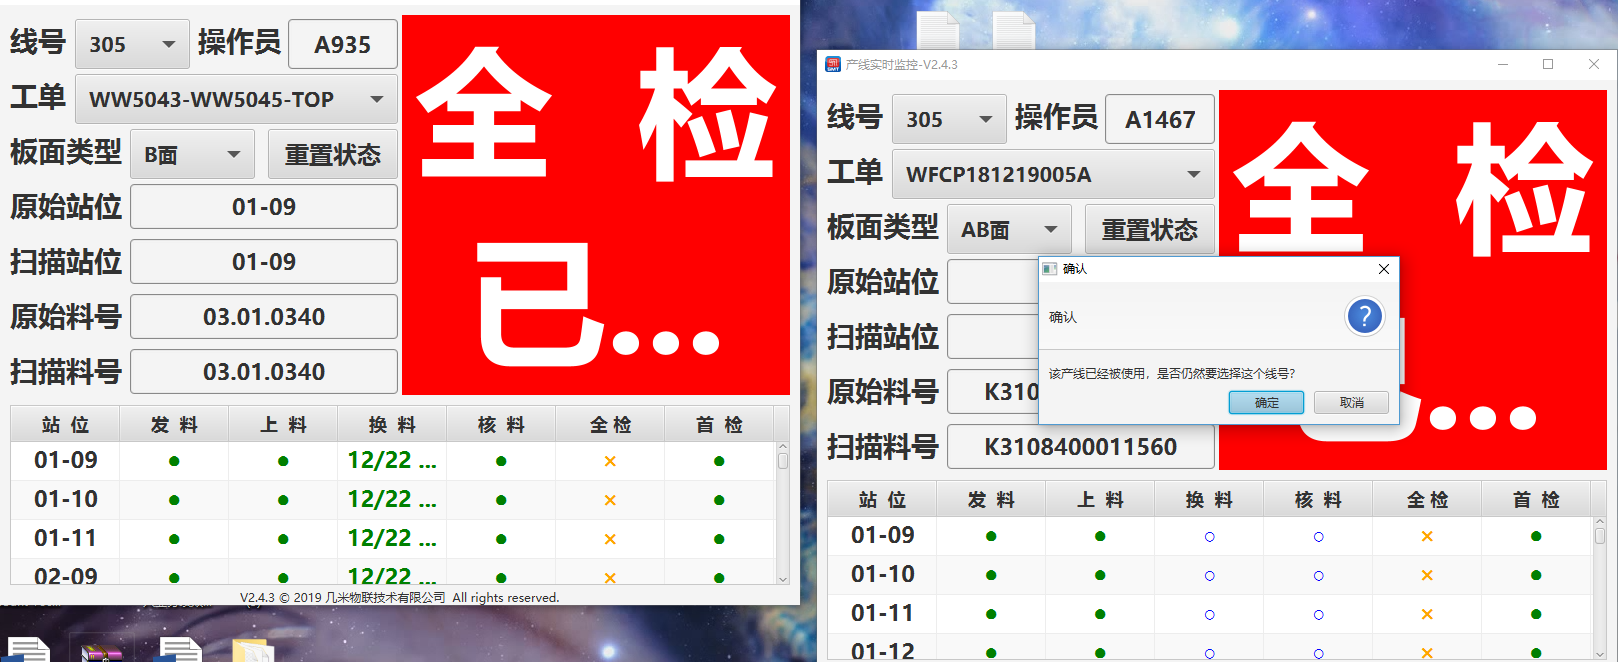 线号 305 操作员 A935
工单 WW5043-WW5045-TOP
板面类型 B面 重置状态
原始站位 01-09
扫描站位 01-09
原始料号 03.01.0340
扫描料号 03.01.0340
全 检
已...
站 位 发 料 上 料 换 料 核 料 全 检 首 检
01-09 ● ● 12/22 ... ● × ●
01-10 ● ● 12/22 ... ● × ●
01-11 ● ● 12/22 ... ● × ●
02-09 ● ● 12/22 ... ● × ●
V2.4.3 © 2019 几米物联技术有限公司 All rights reserved.
产线实时监控-V2.4.3
线号 305 操作员 A1467
工单 WFCP181219005A
板面类型 AB面 重置状态
原始站位
扫描站位
原始料号 K310
扫描料号 K3108400011560
全 检
...
确认
确认
?
该产线已经被使用，是否仍然要选择这个线号?
确定 取消
站 位 发 料 上 料 换 料 核 料 全 检 首 检
01-09 ● ● ○ ○ × ●
01-10 ● ● ○ ○ × ●
01-11 ● ● ○ ○ × ●
01-12 ● ● ○ ○ × ●